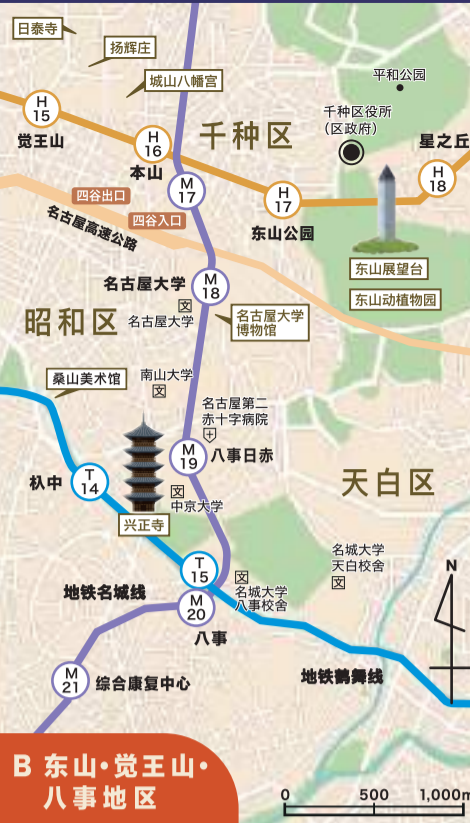 日泰寺
扬辉庄
城山八幡宫
平和公园
千种区役所
(区政府)
H
15
觉王山
H
16
本山
千种区
星之丘
H
18
M
17
H
17
东山公园
四谷出口
四谷入口
名古屋高速公路
东山展望台
东山动植物园
名古屋大学
M
18
文
名古屋大学
名古屋大学
博物馆
昭和区
桑山美术馆
南山大学
文
名古屋第二
赤十字病院
M
19
八事日赤
天白区
杁中
T
14
文
中京大学
兴正寺
名城大学
天白校舍
文
T
15
文
名城大学
八事校舍
地铁名城线
M
20
八事
N
地铁鹤舞线
M
21
综合康复中心
B 东山·觉王山·
八事地区
0 500 1,000m